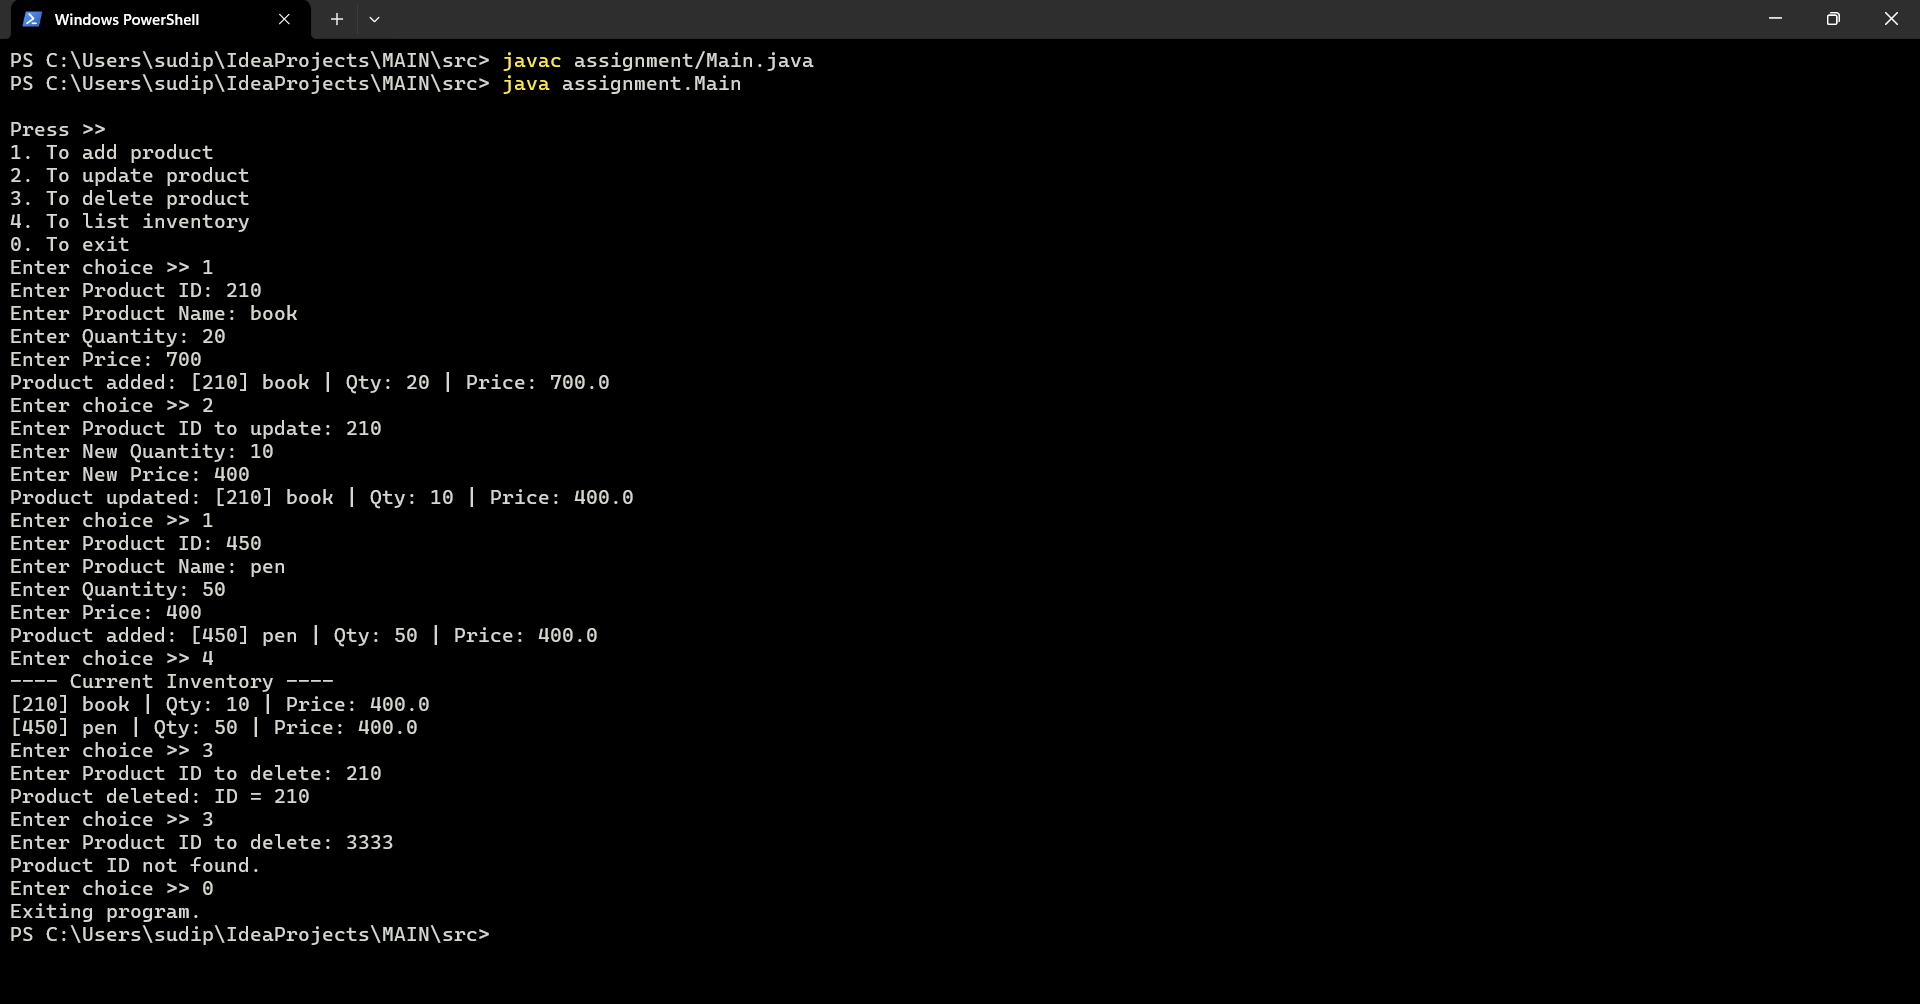 Windows PowerShell
PS C:\Users\sudip\IdeaProjects\MAIN\src> javac assignment/Main.java
PS C:\Users\sudip\IdeaProjects\MAIN\src> java assignment.Main
Press >>
1. To add product
2. To update product
3. To delete product
4. To list inventory
0. To exit
Enter choice >> 1
Enter Product ID: 210
Enter Product Name: book
Enter Quantity: 20
Enter Price: 700
Product added: [210] book | Qty: 20 | Price: 700.0
Enter choice >> 2
Enter Product ID to update: 210
Enter New Quantity: 10
Enter New Price: 400
Product updated: [210] book | Qty: 10 | Price: 400.0
Enter choice >> 1
Enter Product ID: 450
Enter Product Name: pen
Enter Quantity: 50
Enter Price: 400
Product added: [450] pen | Qty: 50 | Price: 400.0
Enter choice >> 4
---- Current Inventory ----
[210] book | Qty: 10 | Price: 400.0
[450] pen | Qty: 50 | Price: 400.0
Enter choice >> 3
Enter Product ID to delete: 210
Product deleted: ID = 210
Enter choice >> 3
Enter Product ID to delete: 3333
Product ID not found.
Enter choice >> 0
Exiting program.
PS C:\Users\sudip\IdeaProjects\MAIN\src>